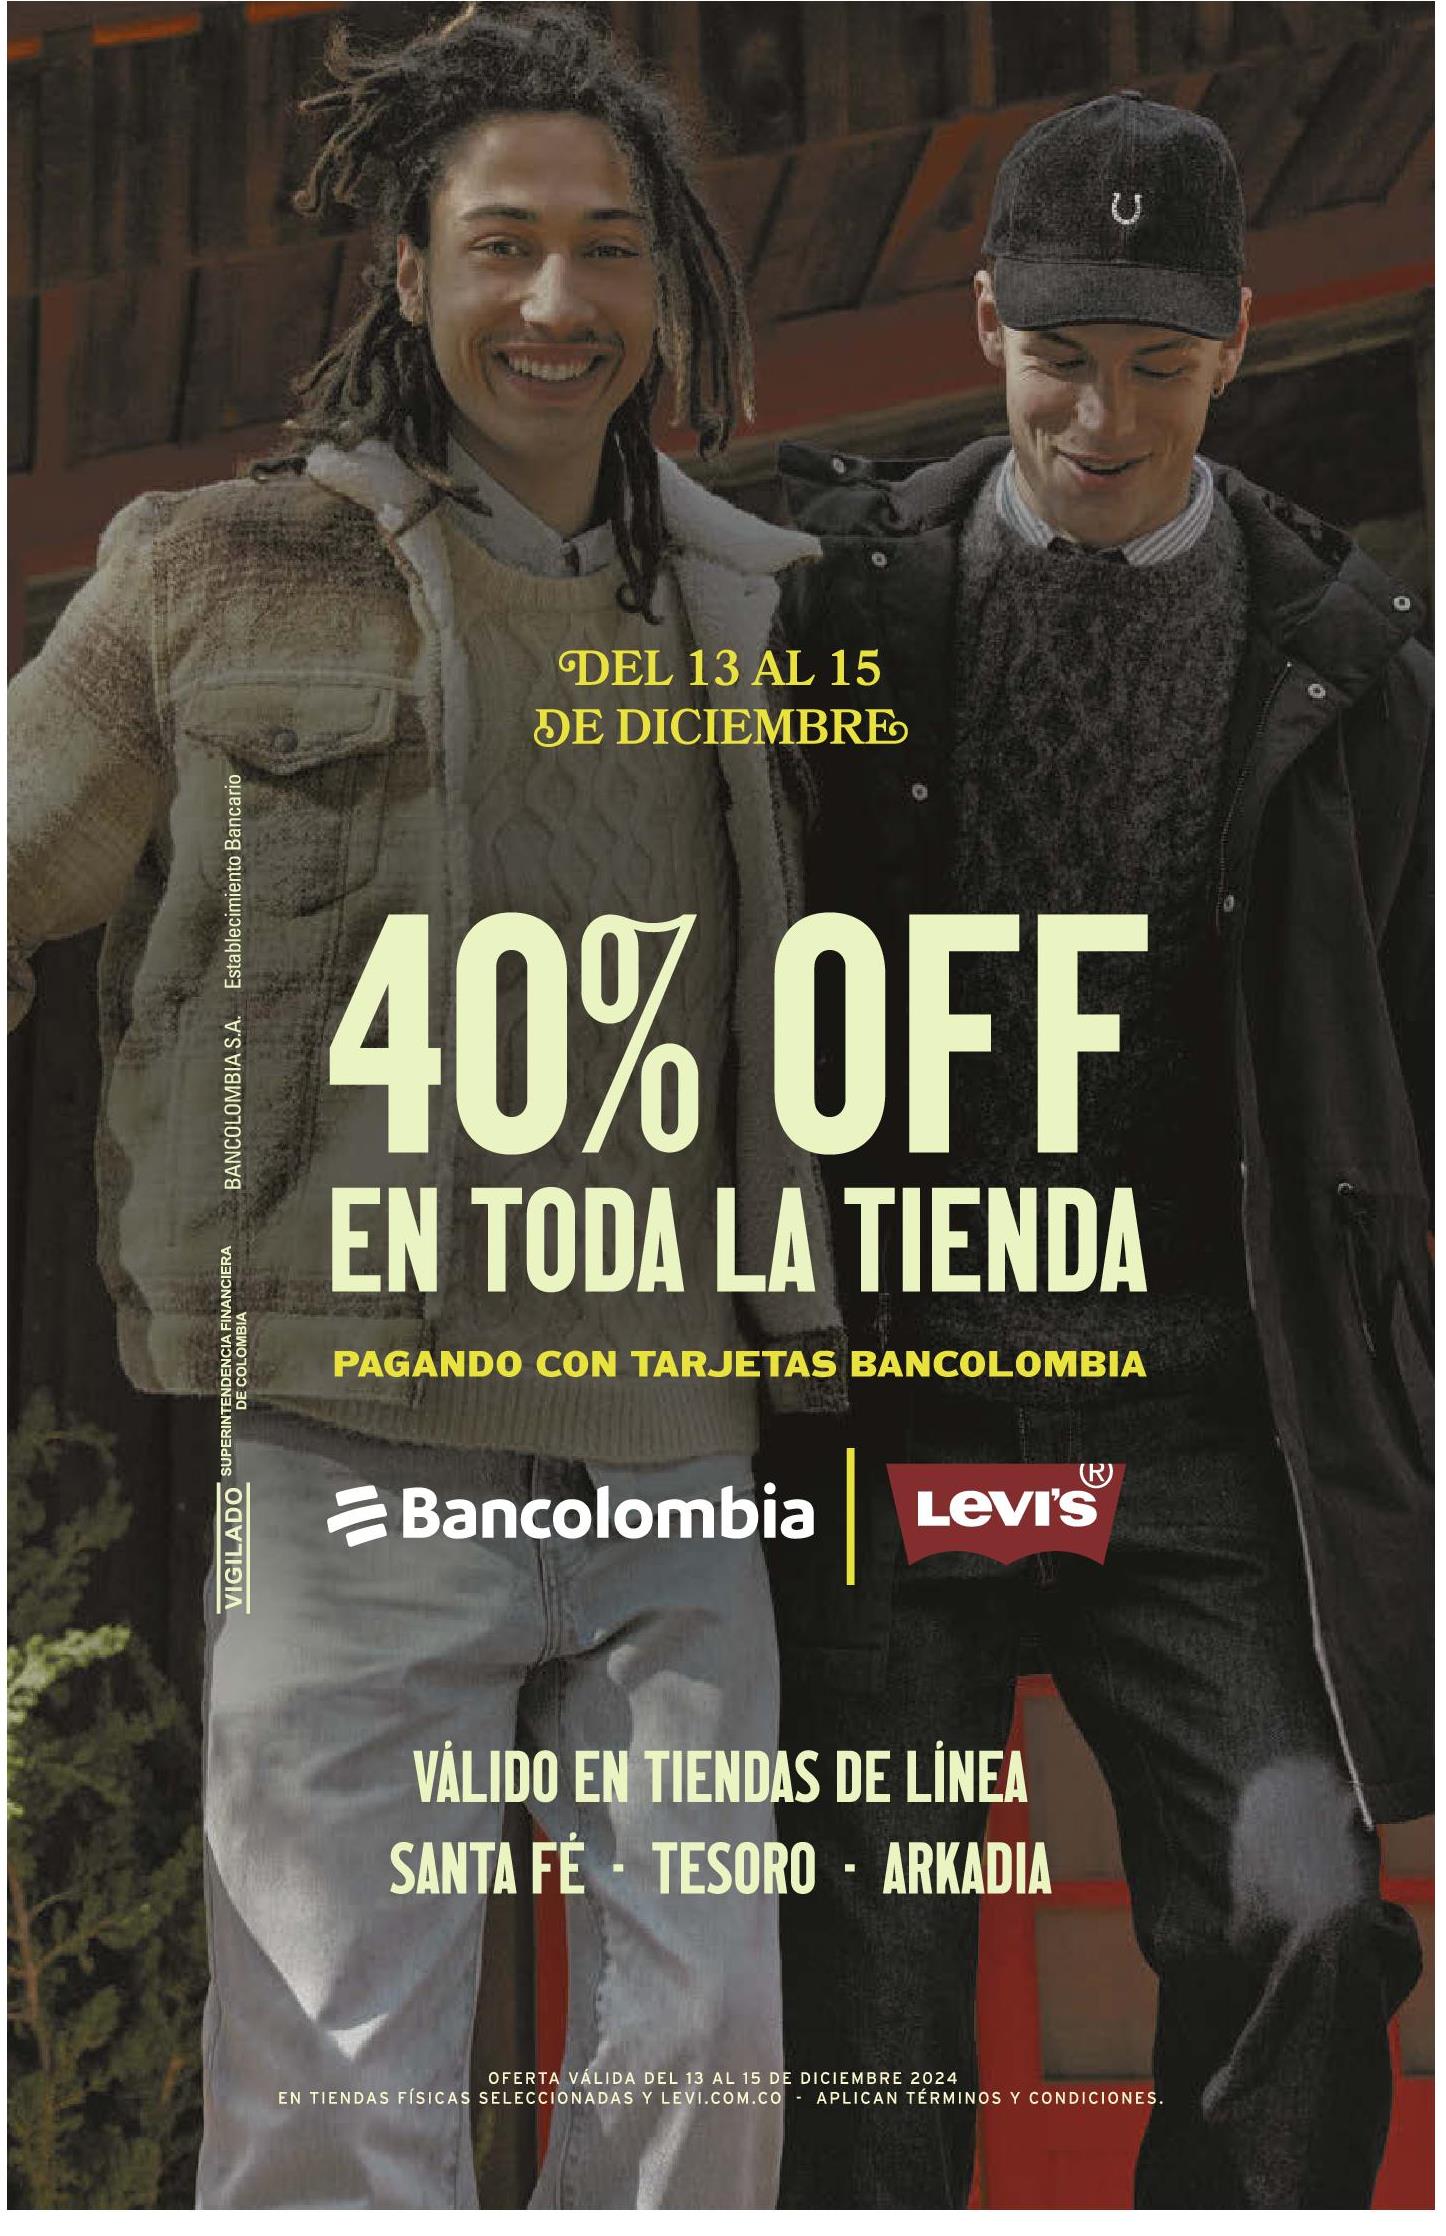 DEL 13 AL 15
DE DICIEMBRE
40% OFF
EN TODA LA TIENDA
PAGANDO CON TARJETAS BANCOLOMBIA
Bancolombia
LEVI'S®
VIGILADO
SUPERINTENDENCIA FINANCIERA
DE COLOMBIA
BANCOLOMBIA S.A. Establecimiento Bancario
VÁLIDO EN TIENDAS DE LÍNEA
SANTA FÉ - TESORO - ARKADIA
OFERTA VÁLIDA DEL 13 AL 15 DE DICIEMBRE 2024
EN TIENDAS FÍSICAS SELECCIONADAS Y LEVI.COM.CO - APLICAN TÉRMINOS Y CONDICIONES.